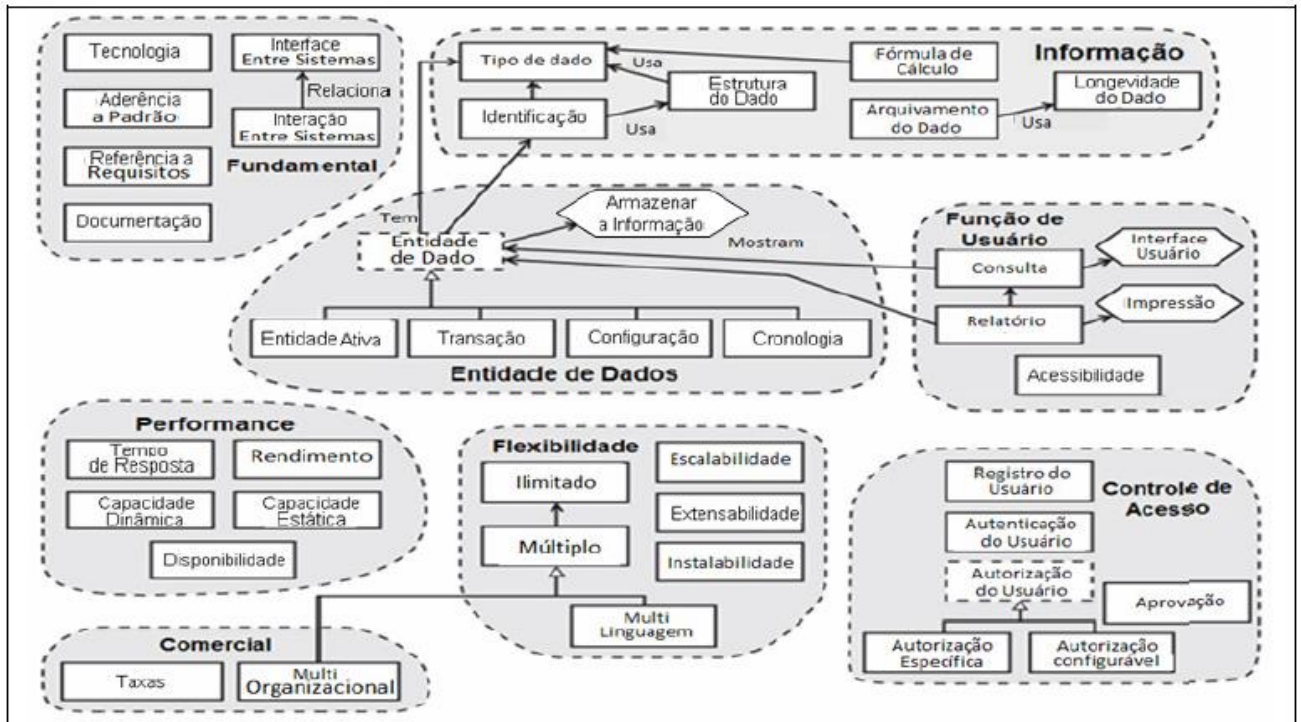 Tecnologia
Interface
Entre Sistemas
Relaciona
Aderência
a Padrão
Interação
Entre Sistemas
Referência a
Requisitos
Fundamental
Documentação
Informação
Tipo de dado
Usa
Fórmula de
Cálculo
Estrutura
do Dado
Longevidade
do Dado
Identificação
Usa
Arquivamento
do Dado
Usa
Tem
Armazenar
a Informação
Entidade
de Dado
Mostram
Entidade Ativa
Transação
Configuração
Cronologia
Entidade de Dados
Função de
Usuário
Interface
Usuário
Consulta
Impressão
Relatório
Acessibilidade
Performance
Tempo
de Resposta
Rendimento
Capacidade
Dinâmica
Capacidade
Estática
Disponibilidade
Flexibilidade
Ilimitado
Escalabilidade
Extensabilidade
Múltiplo
Instalabilidade
Multi
Linguagem
Controle de
Acesso
Registro do
Usuário
Autenticação
do Usuário
Autorização
do Usuário
Aprovação
Autorização
Específica
Autorização
configurável
Comercial
Taxas
Multi
Organizacional